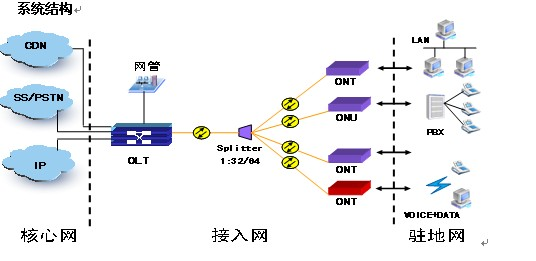 系统结构
CDN
SS/PSTN
IP
网管
OLT
Splitter
1:32/64
ONT
ONU
ONT
ONT
LAN
PBX
VOICE+DATA
核心网
接入网
驻地网